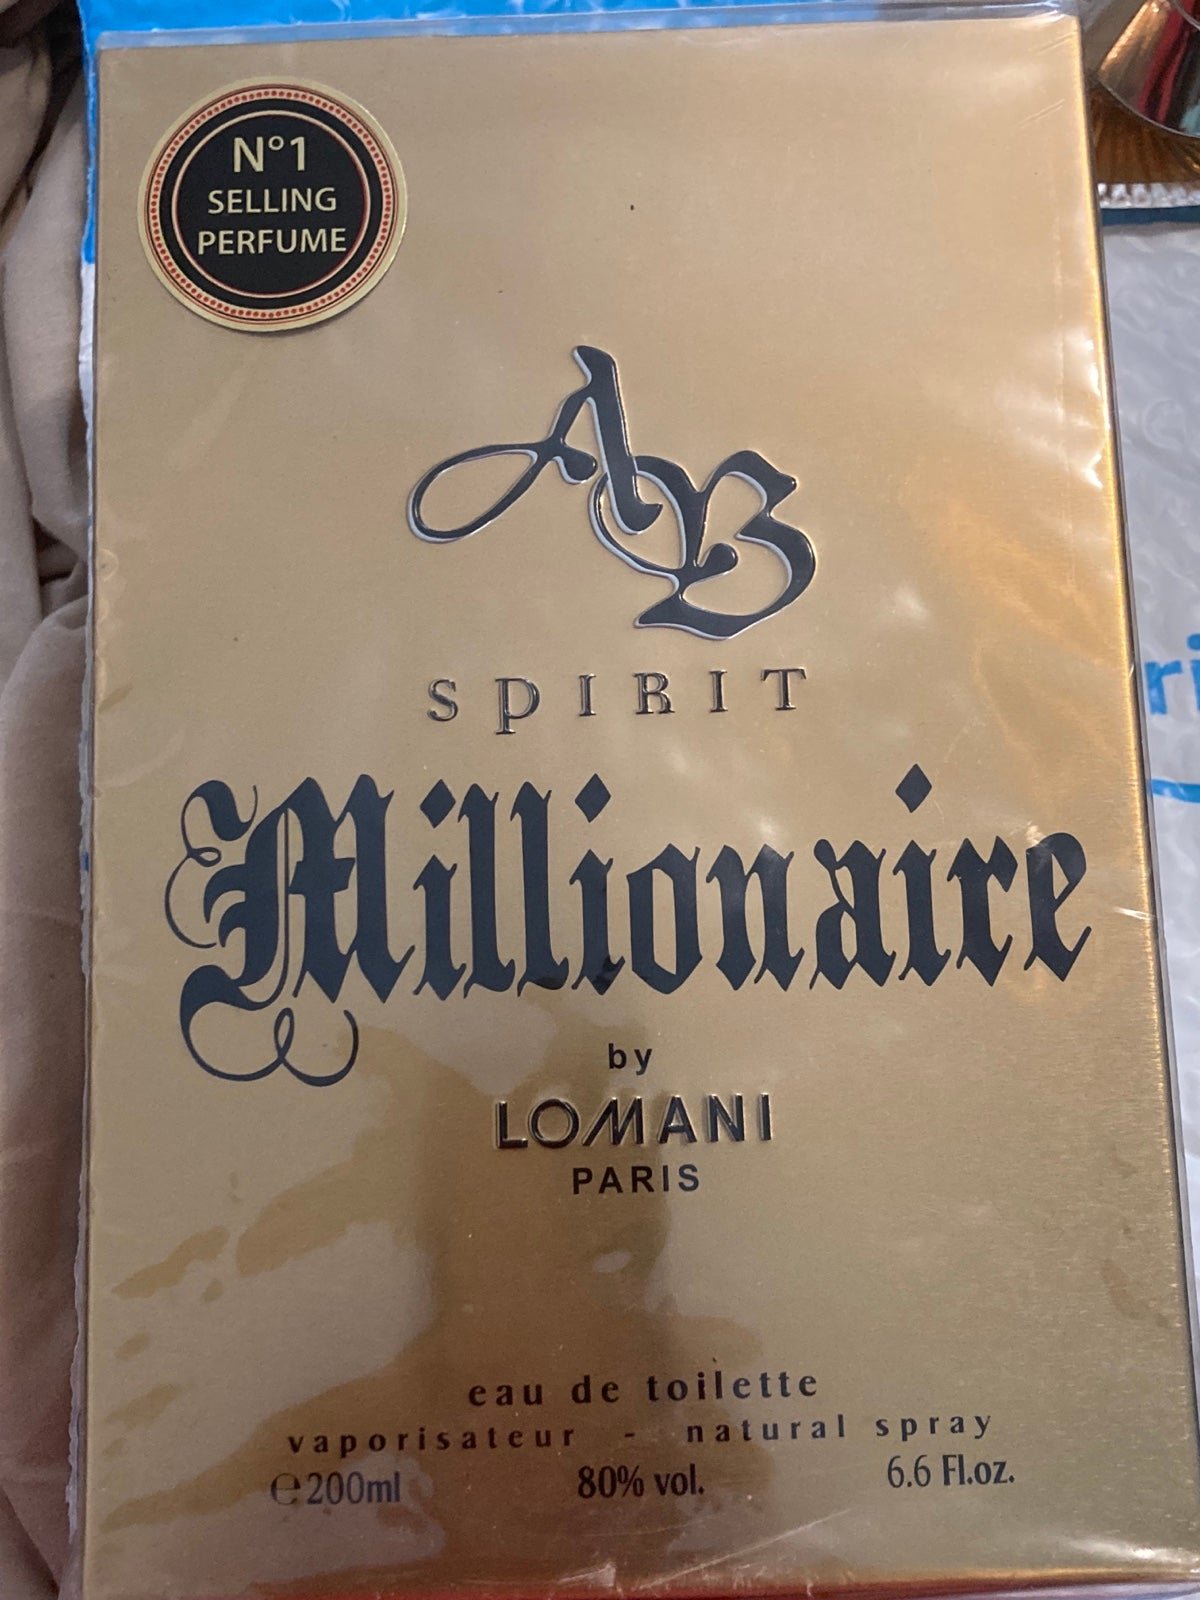 N°1
SELLING
PERFUME
AB
SPIRIT
Millionaire
by
LOMANI
PARIS
eau de toilette
vaporisateur - natural spray
℮200ml 80% vol. 6.6 Fl.oz.